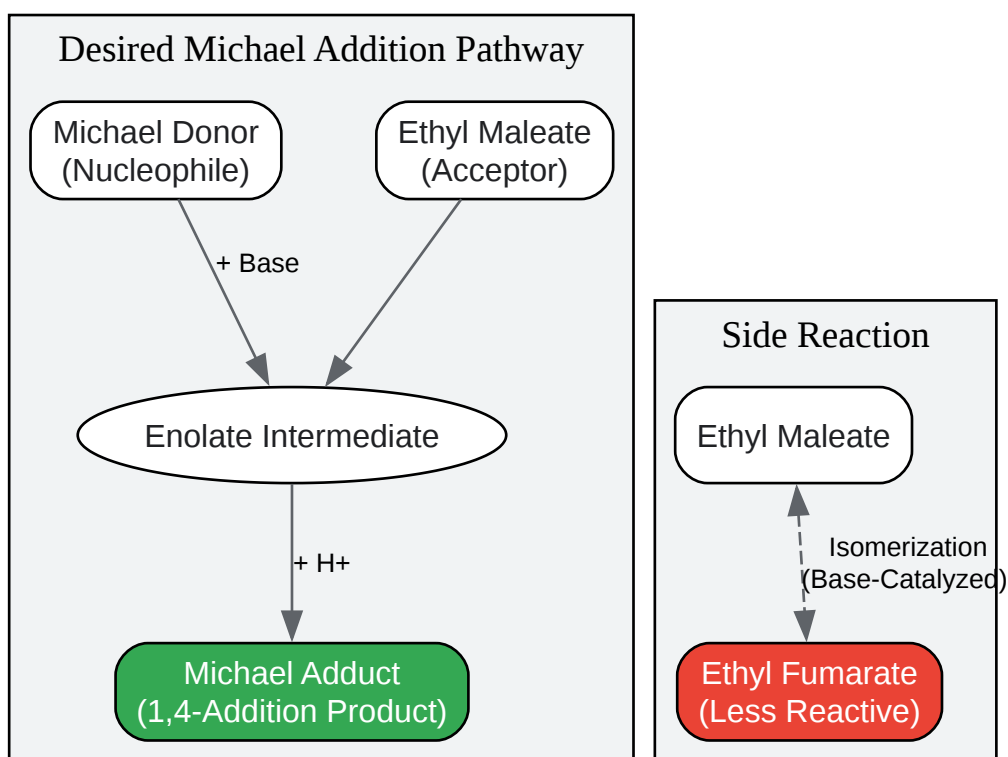 Desired Michael Addition Pathway
Michael Donor
(Nucleophile)
Ethyl Maleate
(Acceptor)
+ Base
Enolate Intermediate
+ H+
Michael Adduct
(1,4-Addition Product)
Side Reaction
Ethyl Maleate
Isomerization
(Base-Catalyzed)
Ethyl Fumarate
(Less Reactive)